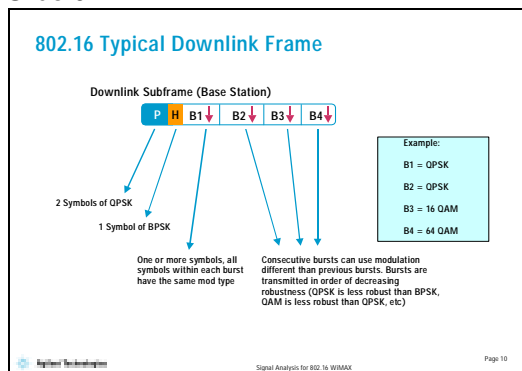 802.16 Typical Downlink Frame
Downlink Subframe (Base Station)
P H B1 B2 B3 B4
Example:
B1 = QPSK
B2 = QPSK
B3 = 16 QAM
B4 = 64 QAM
2 Symbols of QPSK
1 Symbol of BPSK
One or more symbols, all
symbols within each burst
have the same mod type
Consecutive bursts can use modulation
different than previous bursts. Bursts are
transmitted in order of decreasing
robustness (QPSK is less robust than BPSK,
QAM is less robust than QPSK, etc)
Agilent Technologies
Signal Analysis for 802.16 WiMAX
Page 10